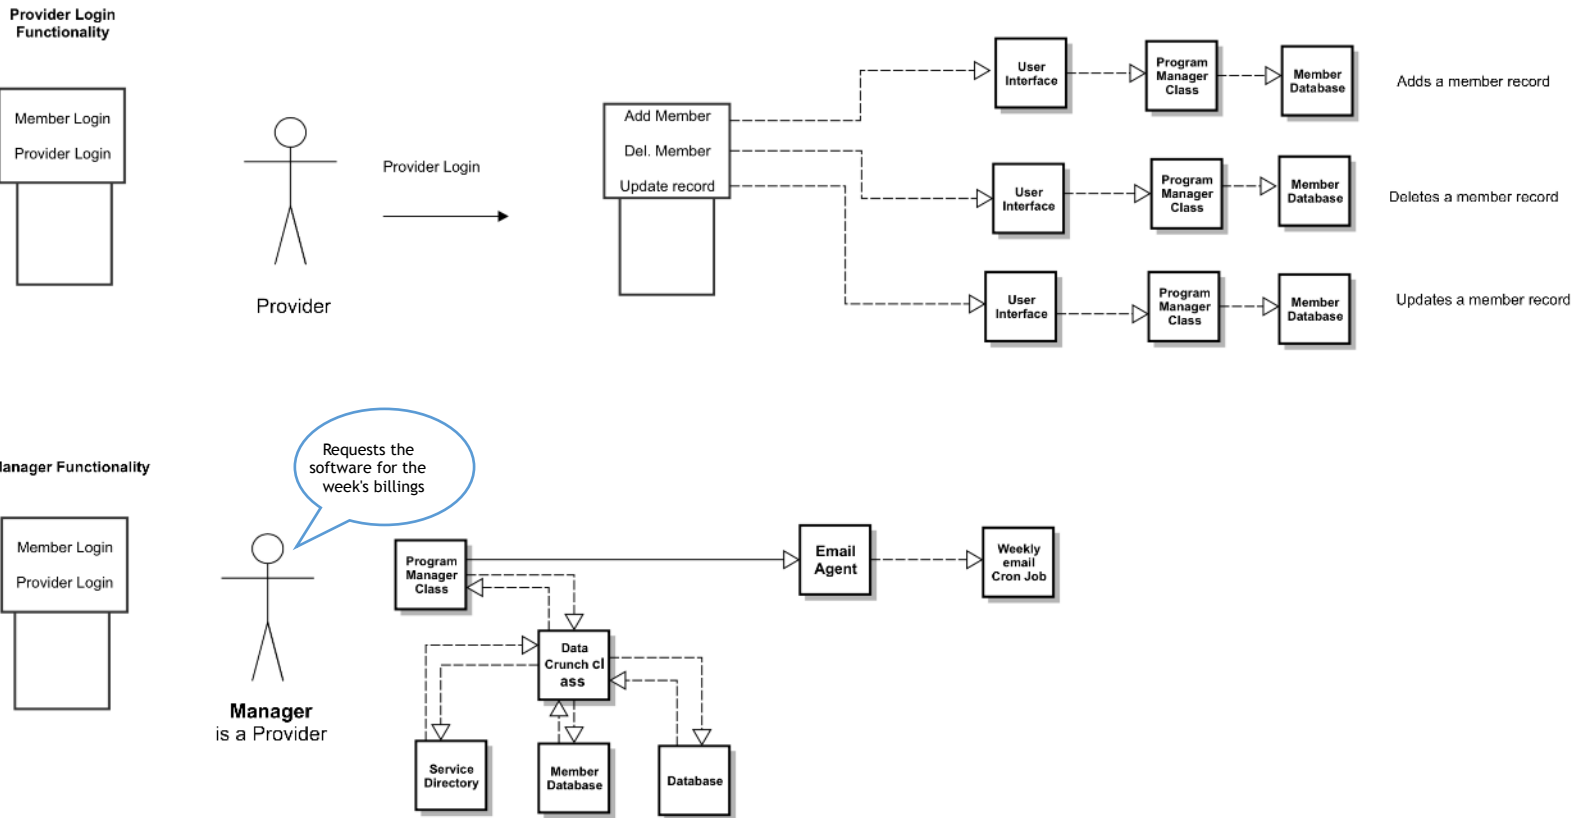 Provider Login
Functionality
Member Login
Provider Login
Provider
Provider Login
Add Member
Del. Member
Update record
User
Interface
Program
Manager
Class
Member
Database
Adds a member record
User
Interface
Program
Manager
Class
Member
Database
Deletes a member record
User
Interface
Program
Manager
Class
Member
Database
Updates a member record
anager Functionality
Member Login
Provider Login
Requests the
software for the
week's billings
Manager
is a Provider
Program
Manager
Class
Email
Agent
Weekly
email
Cron Job
Data
Crunch cl
ass
Service
Directory
Member
Database
Database